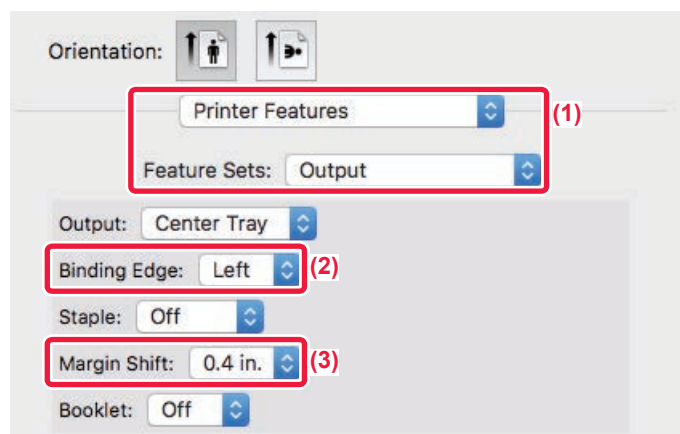 Orientation:
Printer Features
(1)
Feature Sets: Output
Output: Center Tray
Binding Edge: Left
(2)
Staple: Off
Margin Shift: 0.4 in.
(3)
Booklet: Off